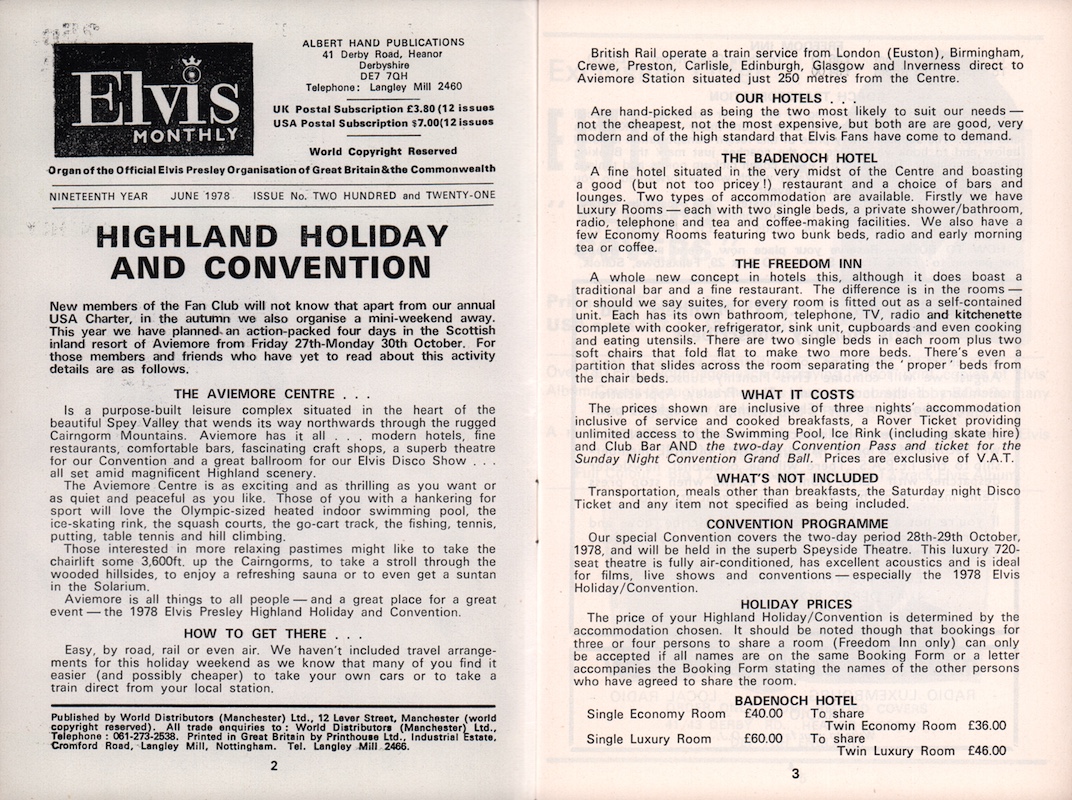 Elvis
MONTHLY
ALBERT HAND PUBLICATIONS
41 Derby Road, Heanor
Derbyshire
DE7 7QH
Telephone: Langley Mill 2460
UK Postal Subscription £3.80 (12 issues
USA Postal Subscription $7.00 (12 issues
World Copyright Reserved
Organ of the Official Elvis Presley Organisation of Great Britain & the Commonwealth
NINETEENTH YEAR JUNE 1978 ISSUE No. TWO HUNDRED and TWENTY-ONE
HIGHLAND HOLIDAY
AND CONVENTION
New members of the Fan Club will not know that apart from our annual
USA Charter, in the autumn we also organise a mini-weekend away.
This year we have planned an action-packed four days in the Scottish
inland resort of Aviemore from Friday 27th-Monday 30th October. For
those members and friends who have yet to read about this activity
details are as follows.
THE AVIEMORE CENTRE . . .
Is a purpose-built leisure complex situated in the heart of the
beautiful Spey Valley that wends its way northwards through the rugged
Cairngorm Mountains. Aviemore has it all . . . modern hotels, fine
restaurants, comfortable bars, fascinating craft shops, a superb theatre
for our Convention and a great ballroom for our Elvis Disco Show . . .
all set amid magnificent Highland scenery.
The Aviemore Centre is as exciting and as thrilling as you want or
as quiet and peaceful as you like. Those of you with a hankering for
sport will love the Olympic-sized heated indoor swimming pool, the
ice-skating rink, the squash courts, the go-cart track, the fishing, tennis,
putting, table tennis and hill climbing.
Those interested in more relaxing pastimes might like to take the
chairlift some 3,600ft. up the Cairngorms, to take a stroll through the
wooded hillsides, to enjoy a refreshing sauna or to even get a suntan
in the Solarium.
Aviemore is all things to all people — and a great place for a great
event — the 1978 Elvis Presley Highland Holiday and Convention.
HOW TO GET THERE . . .
Easy, by road, rail or even air. We haven't included travel arrange-
ments for this holiday weekend as we know that many of you find it
easier (and possibly cheaper) to take your own cars or to take a
train direct from your local station.
Published by World Distributors (Manchester) Ltd., 12 Lever Street, Manchester (world
copyright reserved). All trade enquiries to: World Distributors (Manchester) Ltd.,
Telephone: 061-273-2538. Printed in Great Britain by Printhouse Ltd., Industrial Estate,
Cromford Road, Langley Mill, Nottingham. Tel. Langley Mill 2466.
2
British Rail operate a train service from London (Euston), Birmingham,
Crewe, Preston, Carlisle, Edinburgh, Glasgow and Inverness direct to
Aviemore Station situated just 250 metres from the Centre.
OUR HOTELS . . .
Are hand-picked as being the two most likely to suit our needs —
not the cheapest, not the most expensive, but both are are good, very
modern and of the high standard that Elvis Fans have come to demand.
THE BADENOCH HOTEL
A fine hotel situated in the very midst of the Centre and boasting
a good (but not too pricey!) restaurant and a choice of bars and
lounges. Two types of accommodation are available. Firstly we have
Luxury Rooms — each with two single beds, a private shower/bathroom,
radio, telephone and tea and coffee-making facilities. We also have a
few Economy Rooms featuring two bunk beds, radio and early morning
tea or coffee.
THE FREEDOM INN
A whole new concept in hotels this, although it does boast a
traditional bar and a fine restaurant. The difference is in the rooms —
or should we say suites, for every room is fitted out as a self-contained
unit. Each has its own bathroom, telephone, TV, radio and kitchenette
complete with cooker, refrigerator, sink unit, cupboards and even cooking
and eating utensils. There are two single beds in each room plus two
soft chairs that fold flat to make two more beds. There's even a
partition that slides across the room separating the 'proper' beds from
the chair beds.
WHAT IT COSTS
The prices shown are inclusive of three nights' accommodation
inclusive of service and cooked breakfasts, a Rover Ticket providing
unlimited access to the Swimming Pool, Ice Rink (including skate hire)
and Club Bar AND the two-day Convention Pass and ticket for the
Sunday Night Convention Grand Ball. Prices are exclusive of V.A.T.
WHAT'S NOT INCLUDED
Transportation, meals other than breakfasts, the Saturday night Disco
Ticket and any item not specified as being included.
CONVENTION PROGRAMME
Our special Convention covers the two-day period 28th-29th October,
1978, and will be held in the superb Speyside Theatre. This luxury 720-
seat theatre is fully air-conditioned, has excellent acoustics and is ideal
for films, live shows and conventions — especially the 1978 Elvis
Holiday/Convention.
HOLIDAY PRICES
The price of your Highland Holiday/Convention is determined by the
accommodation chosen. It should be noted though that bookings for
three or four persons to share a room (Freedom Inn only) can only
be accepted if all names are on the same Booking Form or a letter
accompanies the Booking Form stating the names of the other persons
who have agreed to share the room.
BADENOCH HOTEL
Single Economy Room £40.00 To share
Twin Economy Room £36.00
Single Luxury Room £60.00 To share
Twin Luxury Room £46.00
3